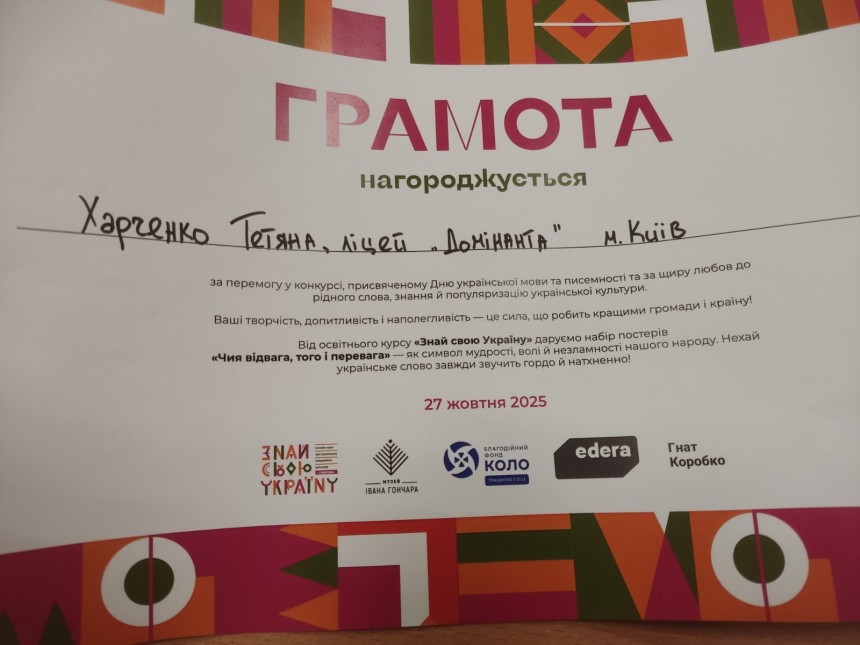 ГРАМОТА
нагороджується
Харченко Тетяна, ліцей „Домінанта" м. Київ
за перемогу у конкурсі, присвяченому Дню української мови та писемності та за щиру любов до
рідного слова, знання й популяризацію української культури.
Ваші творчість, допитливість і наполегливість — це сила, що робить кращими громади і країну!
Від освітнього курсу «Знай свою Україну» даруємо набір постерів
«Чия відвага, того і перевага» — як символ мудрості, волі й незламності нашого народу. Нехай
українське слово завжди звучить гордо й натхненно!
27 жовтня 2025
ЗНАЙ
СВОЮ
УКРАЇНУ
МУЗЕЙ
ІВАНА ГОНЧАРА
БЛАГОДІЙНИЙ
ФОНД
КОЛО
edera
Гнат
Коробко